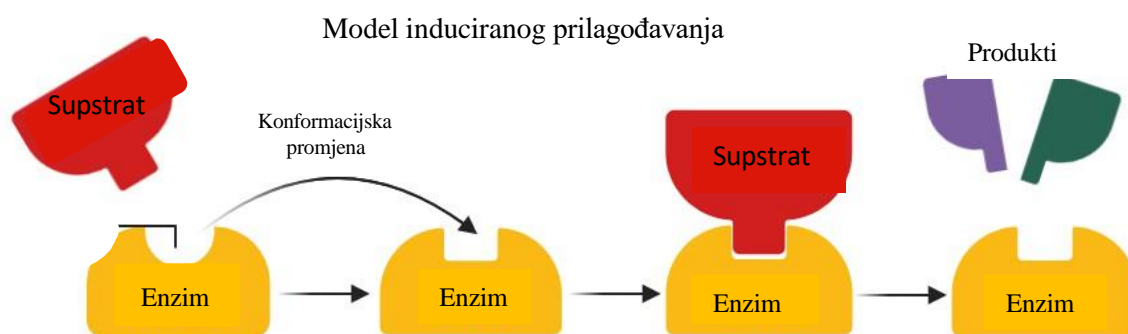 Model induciranog prilagođavanja
Produkti
Supstrat
Konformacijska
promjena
Supstrat
Enzim
Enzim
Enzim
Enzim